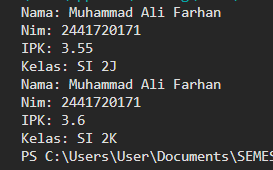 Nama: Muhammad Ali Farhan
Nim: 2441720171
IPK: 3.55
Kelas: SI 2J
Nama: Muhammad Ali Farhan
Nim: 2441720171
IPK: 3.6
Kelas: SI 2K
PS C:\Users\User\Documents\SEMES